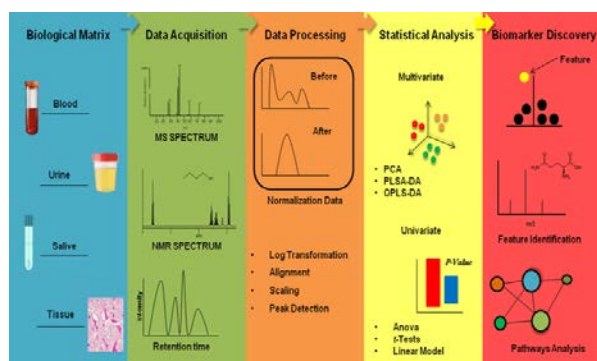 Biological Matrix
Blood
Urine
Salive
Tissue
Data Acquisition
MS SPECTRUM
NMR SPECTRUM
Intensity
Retention time
Data Processing
Before
After
Normalization Data
• Log Transformation
• Alignment
• Scaling
• Peak Detection
Statistical Analysis
Multivariate
• PCA
• PLSA-DA
• OPLS-DA
Univariate
P-Value
• Anova
• t-Tests
• Linear Model
Biomarker Discovery
Feature
m/z
Feature Identification
Pathways Analysis